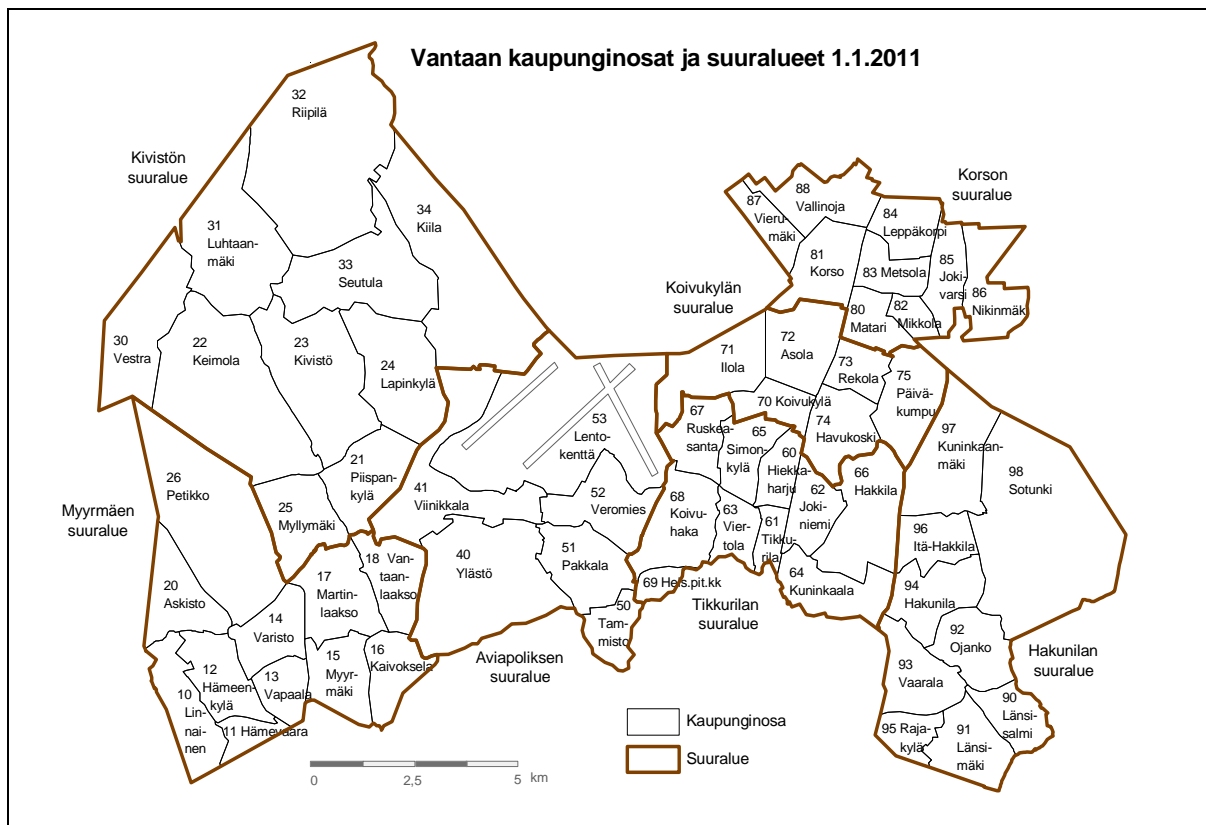 Vantaan kaupunginosat ja suuralueet 1.1.2011
Kivistön
suuralue
32
Riipilä
31
Luhtaan-
mäki
34
Kiila
33
Seutula
30
Vestra
22
Keimola
23
Kivistö
24
Lapinkylä
21
Piispan-
kylä
25
Myllymäki
Myyrmäen
suuralue
26
Petikko
20
Askisto
18 Van-
taan-
laakso
17
Martin-
laakso
14
Varisto
12
Hämeen-
kylä
13
Vapaala
15
Myyr-
mäki
16
Kaivoksela
10
Lin-
nai-
nen
11 Hämevaara
Aviapoliksen
suuralue
53
Lento-
kenttä
41
Viinikkala
52
Veromies
40
Ylästö
51
Pakkala
50
Tam-
misto
Korson
suuralue
88
Vallinoja
87
Vieru-
mäki
84
Leppäkorpi
81
Korso
83 Metsola
85
Joki-
varsi
86
Nikinmäki
80
Matari
82
Mikkola
Koivukylän
suuralue
71
Ilola
72
Asola
73
Rekola
75
Päivä-
kumpu
70 Koivukylä
74
Havukoski
67
Ruskea-
santa
65
Simon-
kylä
60
Hiekka-
harju
66
Hakkila
62
Joki-
niemi
68
Koivu-
haka
63
Vier-
tola
61
Tikku-
rila
64
Kuninkaala
69 Hels.pit.kk
Tikkurilan
suuralue
97
Kuninkaan-
mäki
98
Sotunki
96
Itä-Hakkila
94
Hakunila
92
Ojanko
93
Vaarala
90
Länsi-
salmi
95 Raja-
kylä
91
Länsi-
mäki
Hakunilan
suuralue
Kaupunginosa
Suuralue
0
2,5
5
km